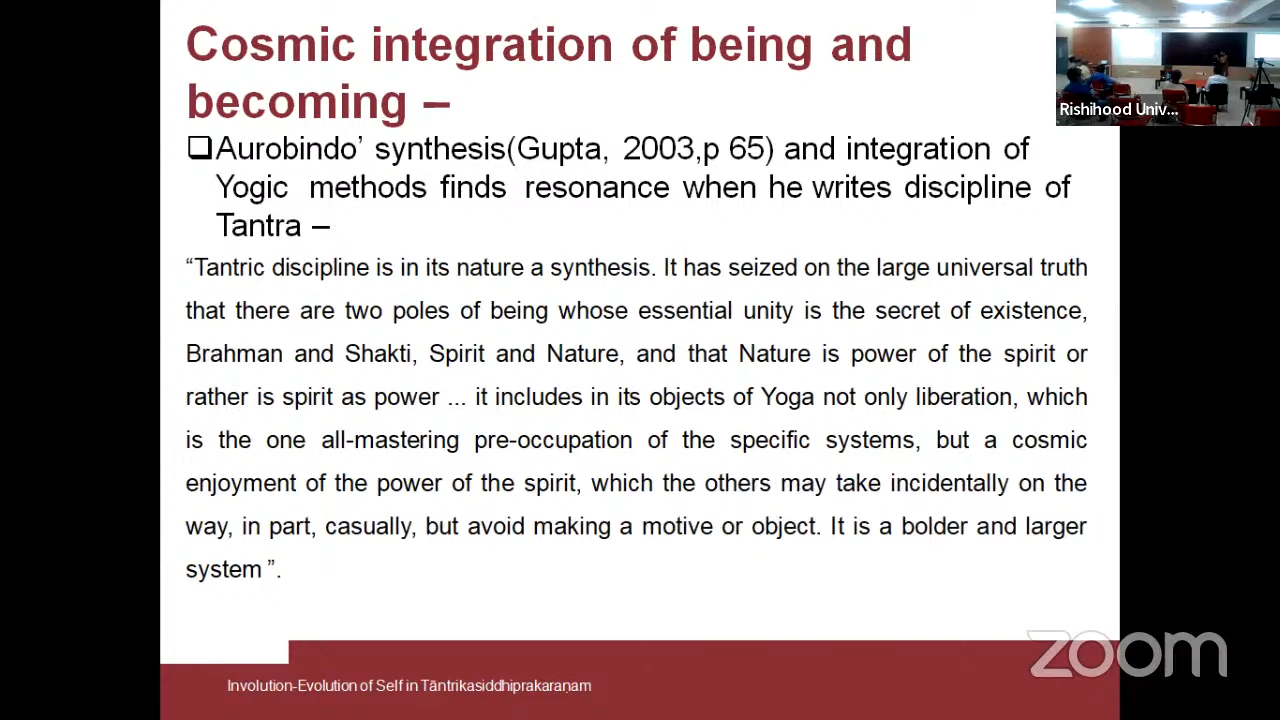 Cosmic integration of being and
becoming –
❑Aurobindo’ synthesis(Gupta, 2003,p 65) and integration of
Yogic methods finds resonance when he writes discipline of
Tantra –
“Tantric discipline is in its nature a synthesis. It has seized on the large universal truth
that there are two poles of being whose essential unity is the secret of existence,
Brahman and Shakti, Spirit and Nature, and that Nature is power of the spirit or
rather is spirit as power ... it includes in its objects of Yoga not only liberation, which
is the one all-mastering pre-occupation of the specific systems, but a cosmic
enjoyment of the power of the spirit, which the others may take incidentally on the
way, in part, casually, but avoid making a motive or object. It is a bolder and larger
system ”.
Rishihood Univ...
Involution-Evolution of Self in Tāntrikasiddhiprakaraṇam
zoom